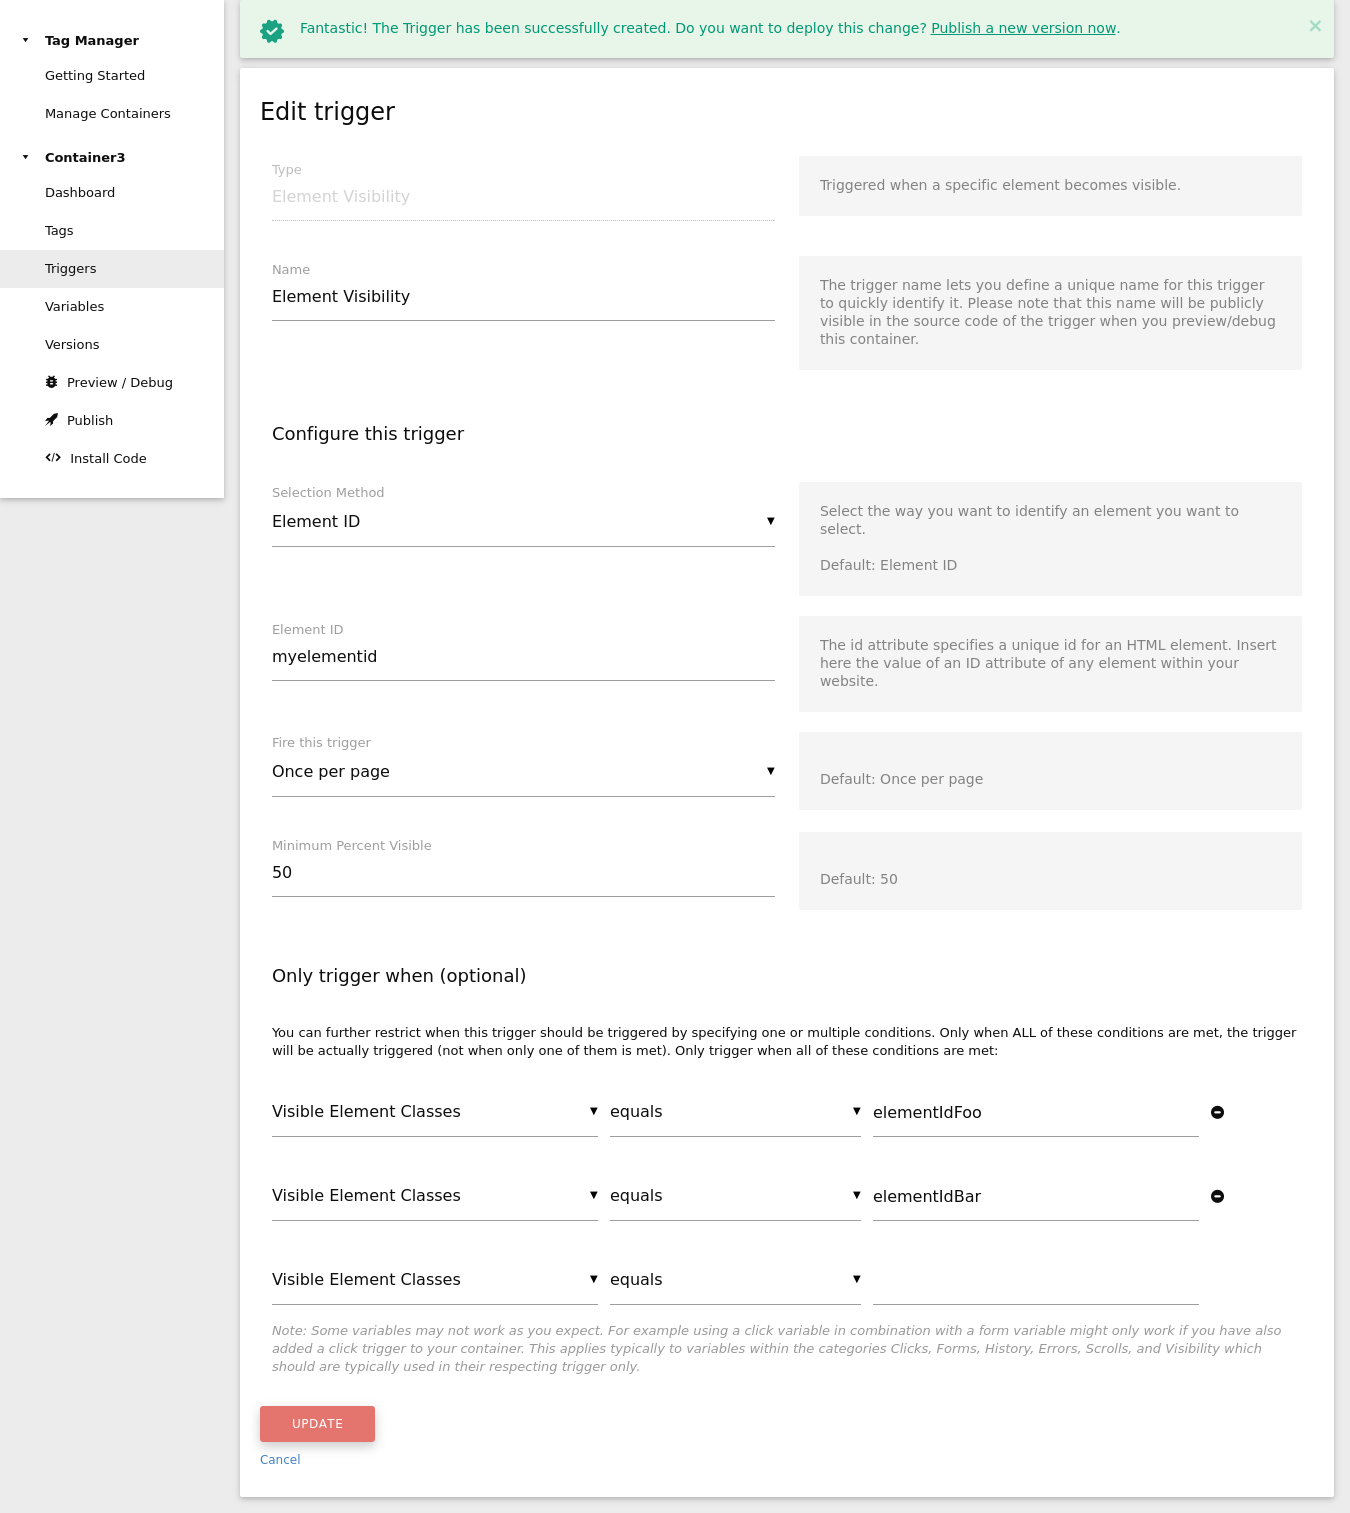 Tag Manager
Getting Started
Manage Containers
Container3
Dashboard
Tags
Triggers
Variables
Versions
Preview / Debug
Publish
Install Code
Fantastic! The Trigger has been successfully created. Do you want to deploy this change? Publish a new version now.
Edit trigger
Type
Element Visibility
Triggered when a specific element becomes visible.
Name
Element Visibility
The trigger name lets you define a unique name for this trigger
to quickly identify it. Please note that this name will be publicly
visible in the source code of the trigger when you preview/debug
this container.
Configure this trigger
Selection Method
Element ID
Select the way you want to identify an element you want to
select.
Default: Element ID
Element ID
myelementid
The id attribute specifies a unique id for an HTML element. Insert
here the value of an ID attribute of any element within your
website.
Fire this trigger
Once per page
Default: Once per page
Minimum Percent Visible
50
Default: 50
Only trigger when (optional)
You can further restrict when this trigger should be triggered by specifying one or multiple conditions. Only when ALL of these conditions are met, the trigger
will be actually triggered (not when only one of them is met). Only trigger when all of these conditions are met:
Visible Element Classes equals elementIdFoo
Visible Element Classes equals elementIdBar
Visible Element Classes equals
Note: Some variables may not work as you expect. For example using a click variable in combination with a form variable might only work if you have also
added a click trigger to your container. This applies typically to variables within the categories Clicks, Forms, History, Errors, Scrolls, and Visibility which
should are typically used in their respecting trigger only.
UPDATE
Cancel